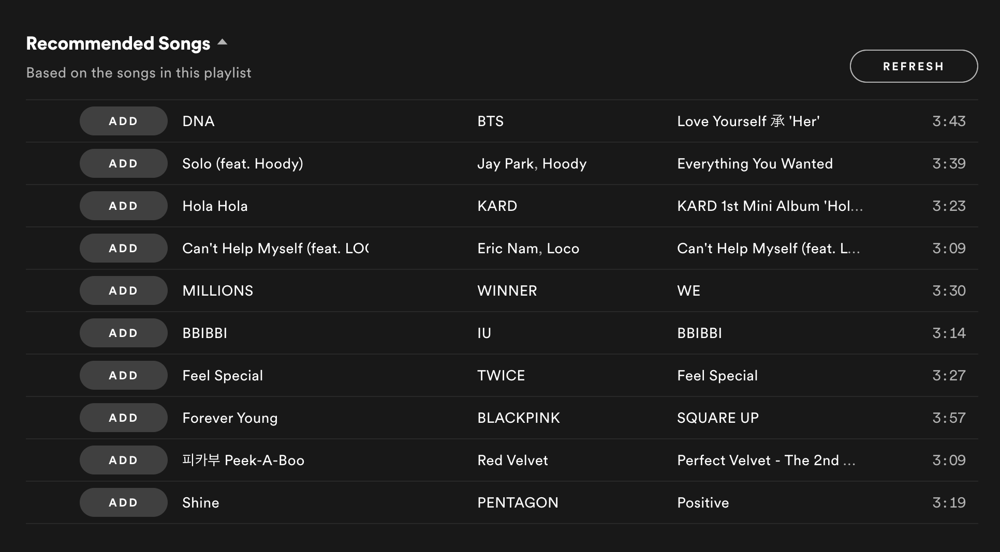 Recommended Songs
Based on the songs in this playlist
REFRESH
ADD DNA BTS Love Yourself 承 'Her' 3:43
ADD Solo (feat. Hoody) Jay Park, Hoody Everything You Wanted 3:39
ADD Hola Hola KARD KARD 1st Mini Album 'Hol... 3:23
ADD Can't Help Myself (feat. LO Eric Nam, Loco Can't Help Myself (feat. L... 3:09
ADD MILLIONS WINNER WE 3:30
ADD BBIBBI IU BBIBBI 3:14
ADD Feel Special TWICE Feel Special 3:27
ADD Forever Young BLACKPINK SQUARE UP 3:57
ADD 피카부 Peek-A-Boo Red Velvet Perfect Velvet - The 2nd ... 3:09
ADD Shine PENTAGON Positive 3:19